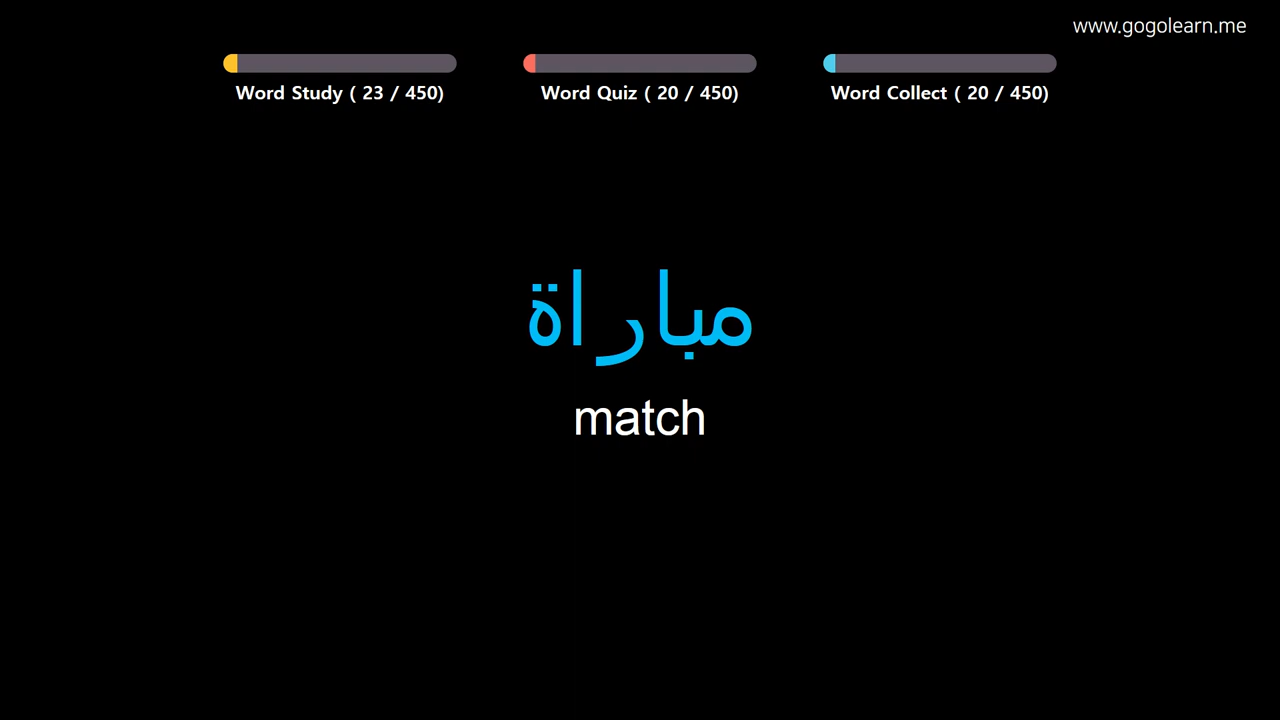 www.gogolearn.me
Word Study ( 23 / 450)
Word Quiz ( 20 / 450)
Word Collect ( 20 / 450)
مباراة
match